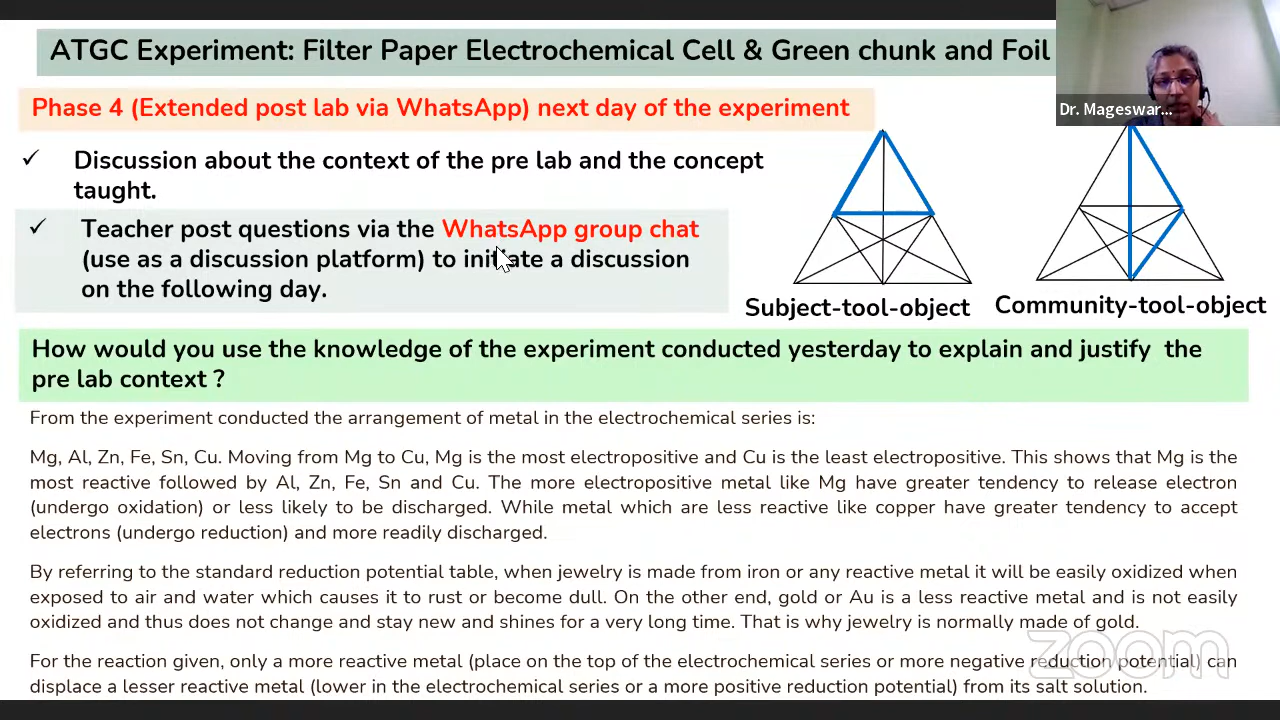 ATGC Experiment: Filter Paper Electrochemical Cell & Green chunk and Foil
Dr. Mageswar...
Phase 4 (Extended post lab via WhatsApp) next day of the experiment
Discussion about the context of the pre lab and the concept
taught.
Teacher post questions via the WhatsApp group chat
(use as a discussion platform) to initiate a discussion
on the following day.
Subject-tool-object
Community-tool-object
How would you use the knowledge of the experiment conducted yesterday to explain and justify the
pre lab context ?
From the experiment conducted the arrangement of metal in the electrochemical series is:
Mg, Al, Zn, Fe, Sn, Cu. Moving from Mg to Cu, Mg is the most electropositive and Cu is the least electropositive. This shows that Mg is the
most reactive followed by Al, Zn, Fe, Sn and Cu. The more electropositive metal like Mg have greater tendency to release electron
(undergo oxidation) or less likely to be discharged. While metal which are less reactive like copper have greater tendency to accept
electrons (undergo reduction) and more readily discharged.
By referring to the standard reduction potential table, when jewelry is made from iron or any reactive metal it will be easily oxidized when
exposed to air and water which causes it to rust or become dull. On the other end, gold or Au is a less reactive metal and is not easily
oxidized and thus does not change and stay new and shines for a very long time. That is why jewelry is normally made of gold.
For the reaction given, only a more reactive metal (place on the top of the electrochemical series or more negative reduction potential) can
displace a lesser reactive metal (lower in the electrochemical series or a more positive reduction potential) from its salt solution.
zoom